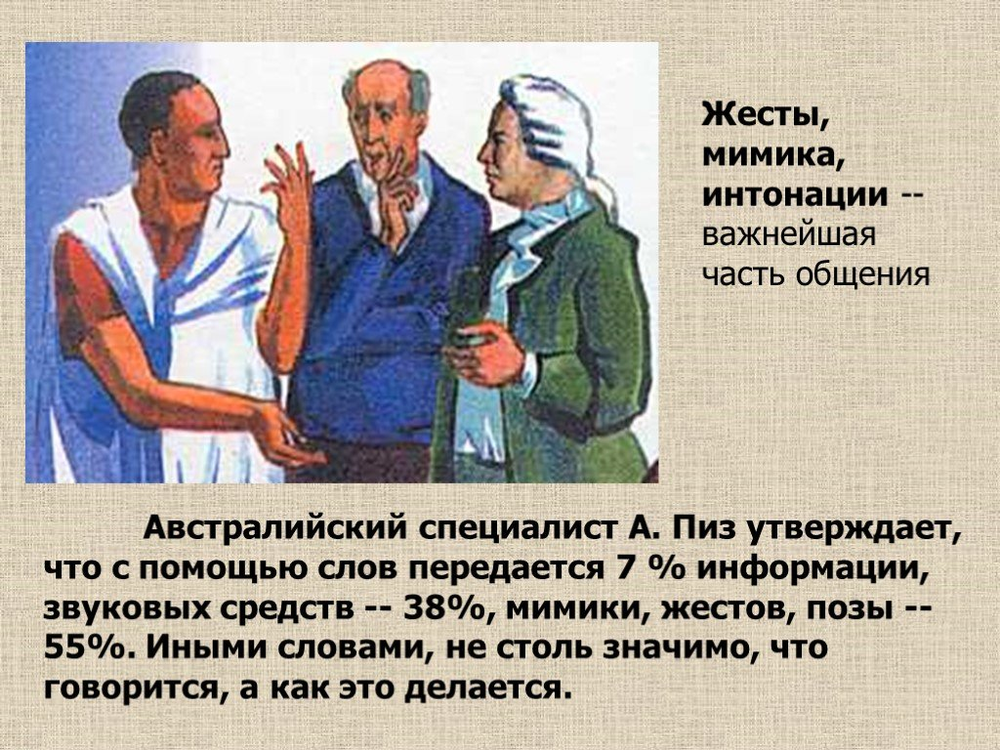 Жесты,
мимика,
интонации --
важнейшая
часть общения
Австралийский специалист А. Пиз утверждает,
что с помощью слов передается 7 % информации,
звуковых средств -- 38%, мимики, жестов, позы --
55%. Иными словами, не столь значимо, что
говорится, а как это делается.